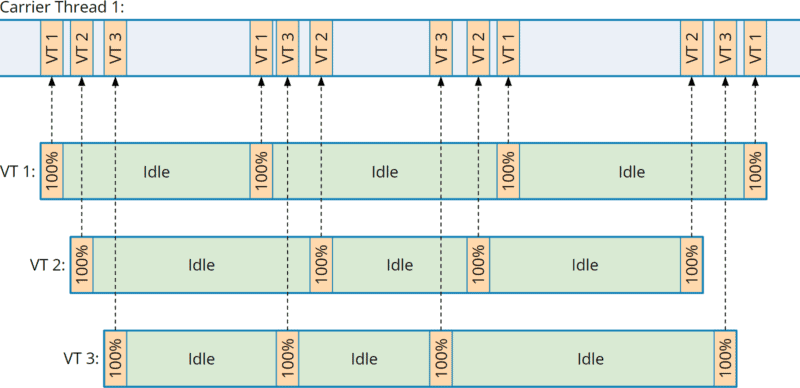 Carrier Thread 1:
VT 1 VT 2 VT 3 VT 1 VT 3 VT 2 VT 3 VT 2 VT 1 VT 2 VT 3 VT 1
VT 1: 100% Idle 100% Idle 100% Idle 100%
VT 2: 100% Idle 100% Idle 100% Idle 100%
VT 3: 100% Idle 100% Idle 100% Idle 100%